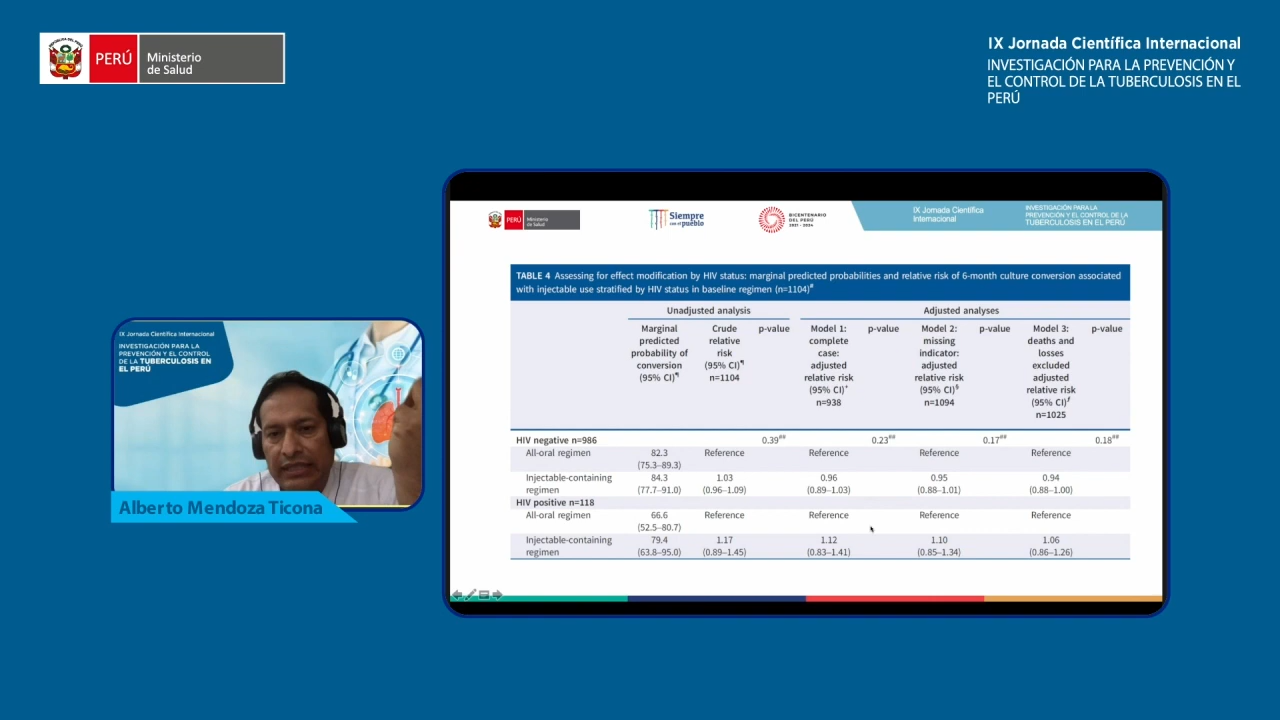 PERÚ
Ministerio
de Salud
IX Jornada Científica Internacional
INVESTIGACIÓN PARA LA PREVENCIÓN Y
EL CONTROL DE LA TUBERCULOSIS EN EL
PERÚ
PERÚ
Ministerio
de Salud
Siempre
con el pueblo
BICENTENARIO
DEL PERÚ
2021 - 2024
IX Jornada Científica
Internacional
INVESTIGACIÓN PARA LA
PREVENCIÓN Y EL CONTROL DE LA
TUBERCULOSIS EN EL PERÚ
TABLE 4 Assessing for effect modification by HIV status: marginal predicted probabilities and relative risk of 6-month culture conversion associated
with injectable use stratified by HIV status in baseline regimen (n=1104)#
Unadjusted analysis Adjusted analyses
Marginal predicted probability of conversion (95% CI)¶ Crude relative risk (95% CI)¶ n=1104 p-value Model 1: complete case: adjusted relative risk (95% CI)+ n=938 p-value Model 2: missing indicator: adjusted relative risk (95% CI)§ n=1094 p-value Model 3: deaths and losses excluded adjusted relative risk (95% CI)ƒ n=1025 p-value
HIV negative n=986 0.39## 0.23## 0.17## 0.18##
All-oral regimen 82.3 Reference Reference Reference Reference
(75.3–89.3)
Injectable-containing 84.3 1.03 0.96 0.95 0.94
regimen (77.7–91.0) (0.96–1.09) (0.89–1.03) (0.88–1.01) (0.88–1.00)
HIV positive n=118
All-oral regimen 66.6 Reference Reference Reference Reference
(52.5–80.7)
Injectable-containing 79.4 1.17 1.12 1.10 1.06
regimen (63.8–95.0) (0.89–1.45) (0.83–1.41) (0.85–1.34) (0.86–1.26)
IX Jornada Científica Internacional
INVESTIGACIÓN PARA LA
PREVENCIÓN Y EL CONTROL
DE LA TUBERCULOSIS EN
EL PERÚ
Alberto Mendoza Ticona